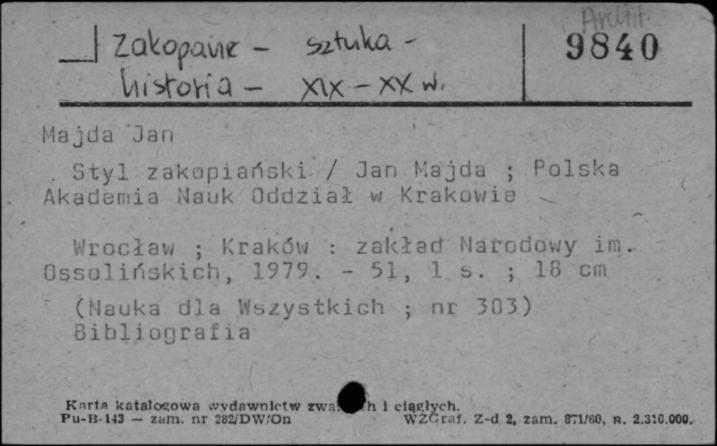 Archit.
Zakopane - sztuka -
9840
historia - XIX - XX w.
Majda Jan
Styl zakopiański / Jan Majda ; Polska
Akademia Nauk Oddział w Krakowie
Wrocław ; Kraków : zakład Narodowy im.
Ossolińskich, 1979. - 51, 1 s. ; 18 cm
(Nauka dla Wszystkich ; nr 303)
Bibliografia
Karta katalogowa wydawnictw zwa h i ciągłych.
Pu-B-143 — zam. nr 282/DW/On WZGraf. Z-d 2, zam. 871/80, n. 2.310.000.